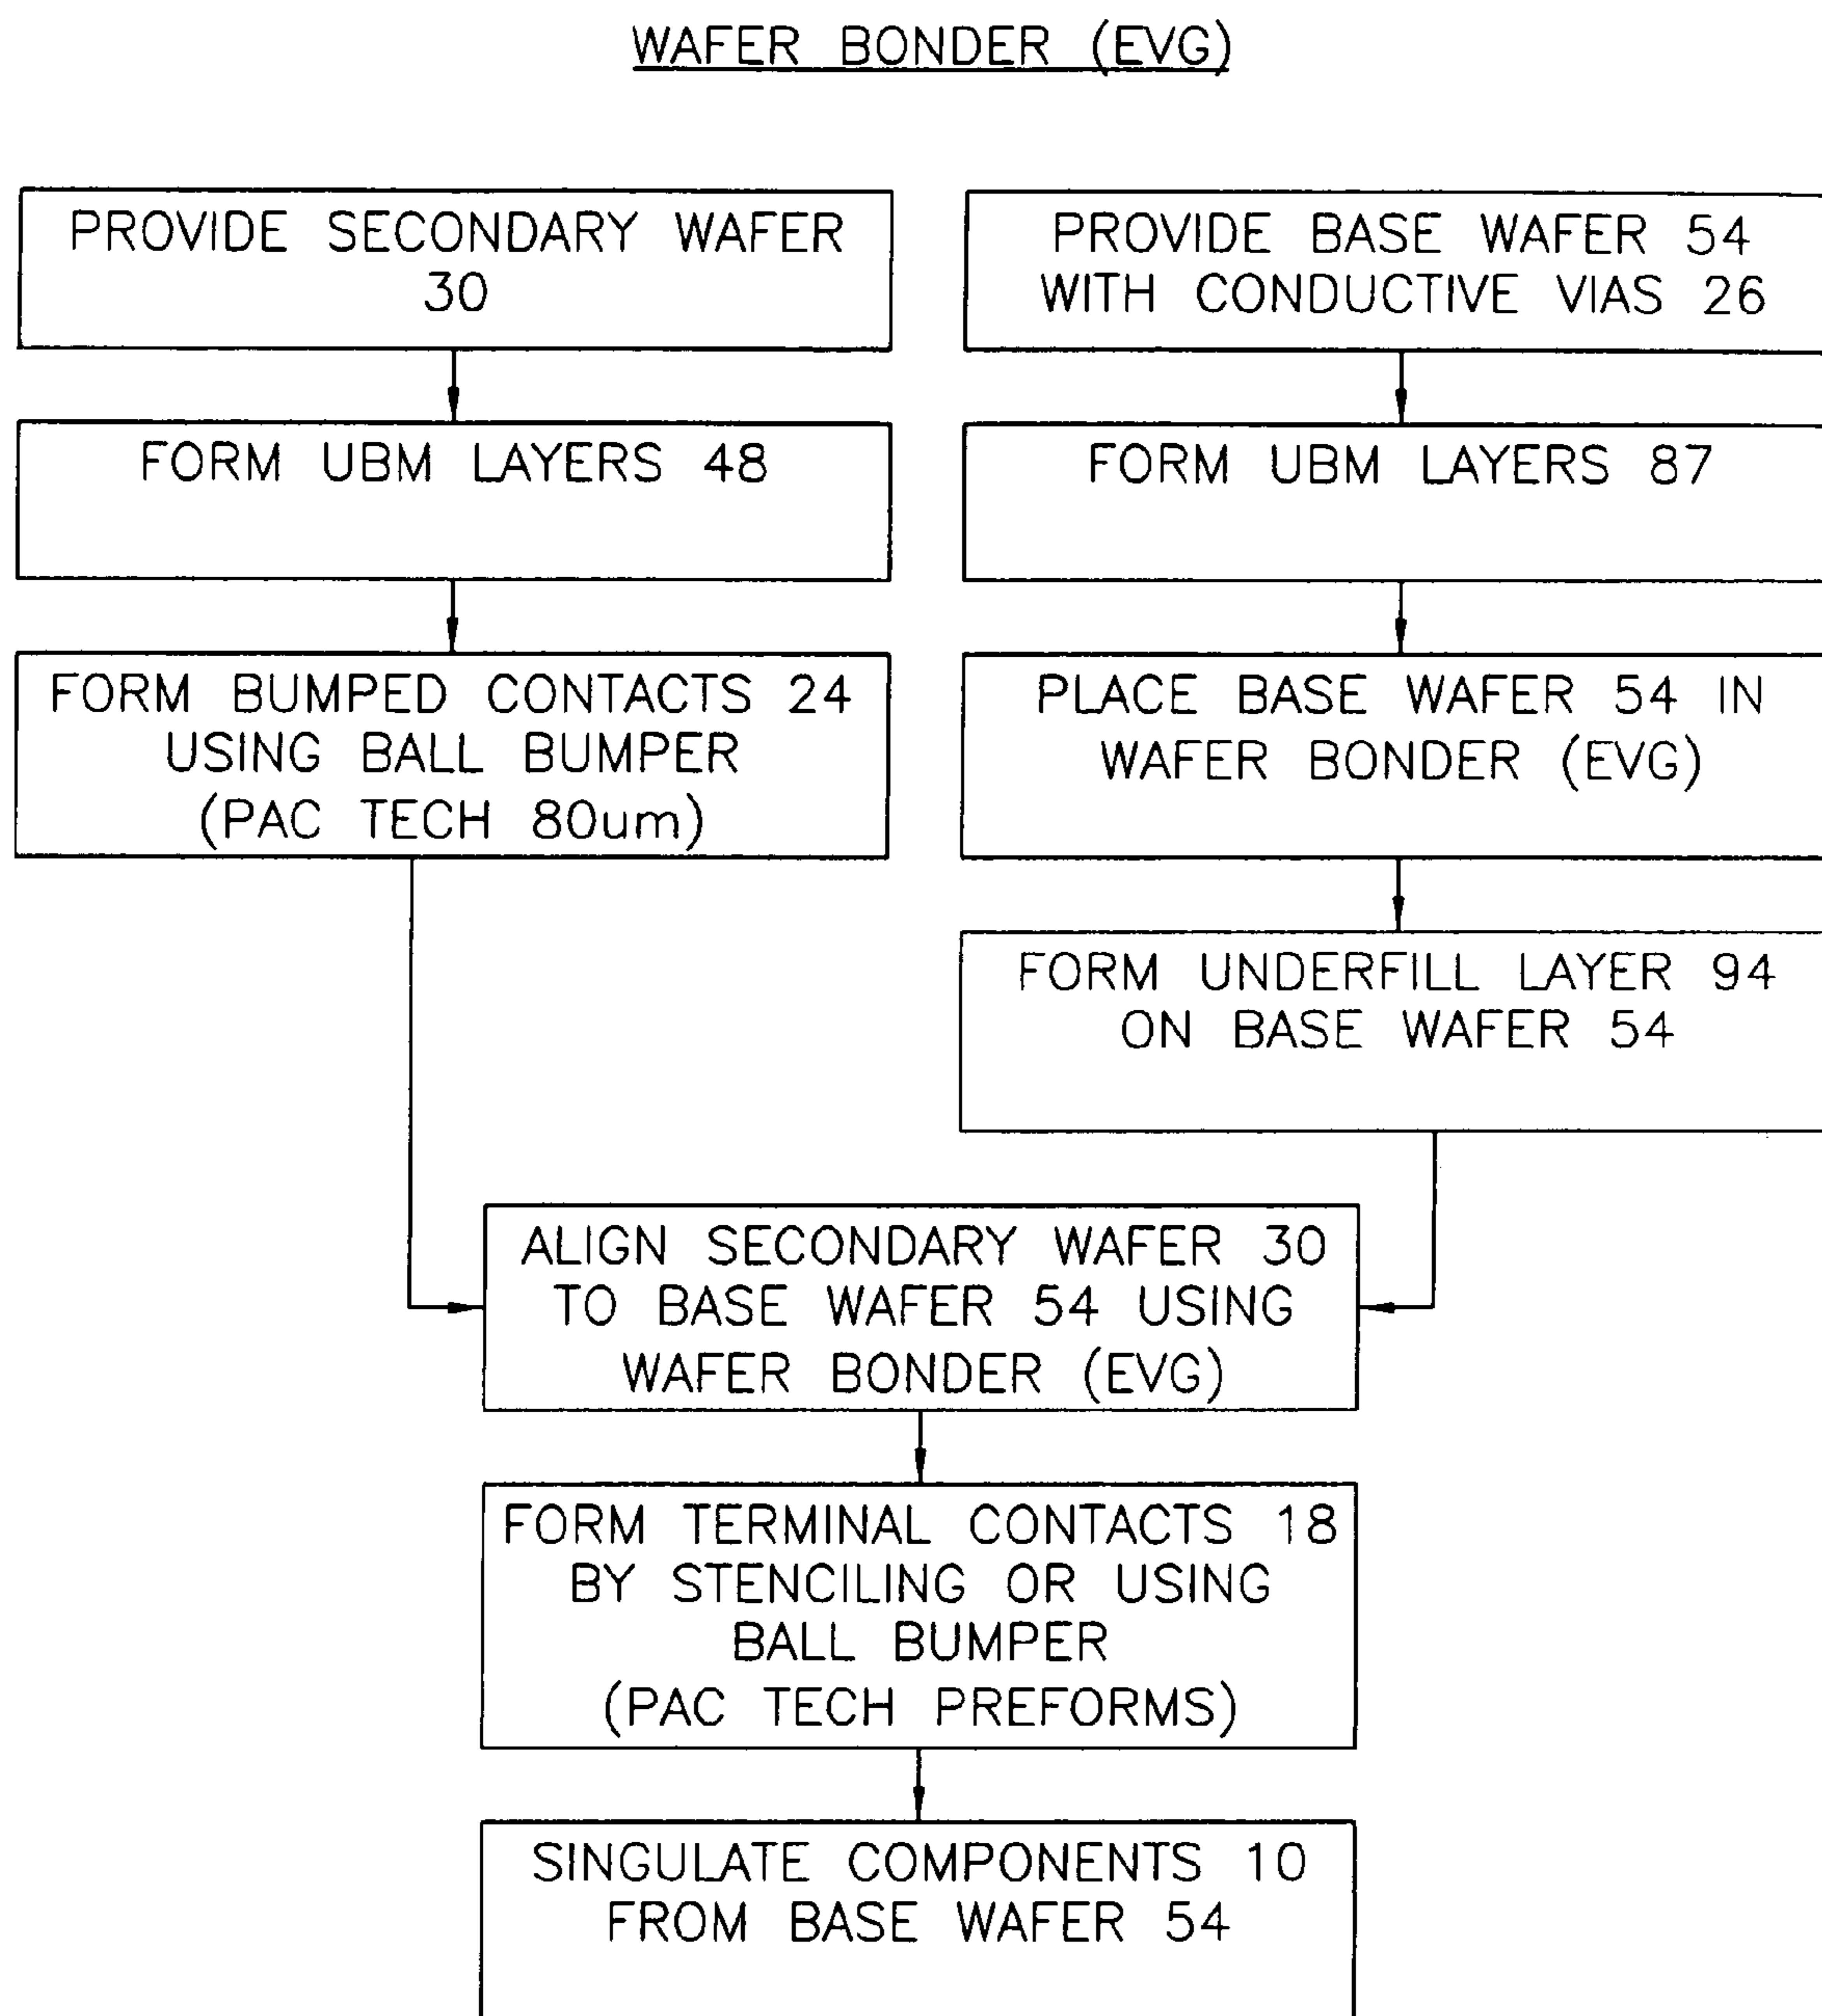 WAFER BONDER (EVG)
PROVIDE SECONDARY WAFER
30
PROVIDE BASE WAFER 54
WITH CONDUCTIVE VIAS 26
FORM UBM LAYERS 48
FORM UBM LAYERS 87
FORM BUMPED CONTACTS 24
USING BALL BUMPER
(PAC TECH 80um)
PLACE BASE WAFER 54 IN
WAFER BONDER (EVG)
FORM UNDERFILL LAYER 94
ON BASE WAFER 54
ALIGN SECONDARY WAFER 30
TO BASE WAFER 54 USING
WAFER BONDER (EVG)
FORM TERMINAL CONTACTS 18
BY STENCILING OR USING
BALL BUMPER
(PAC TECH PREFORMS)
SINGULATE COMPONENTS 10
FROM BASE WAFER 54